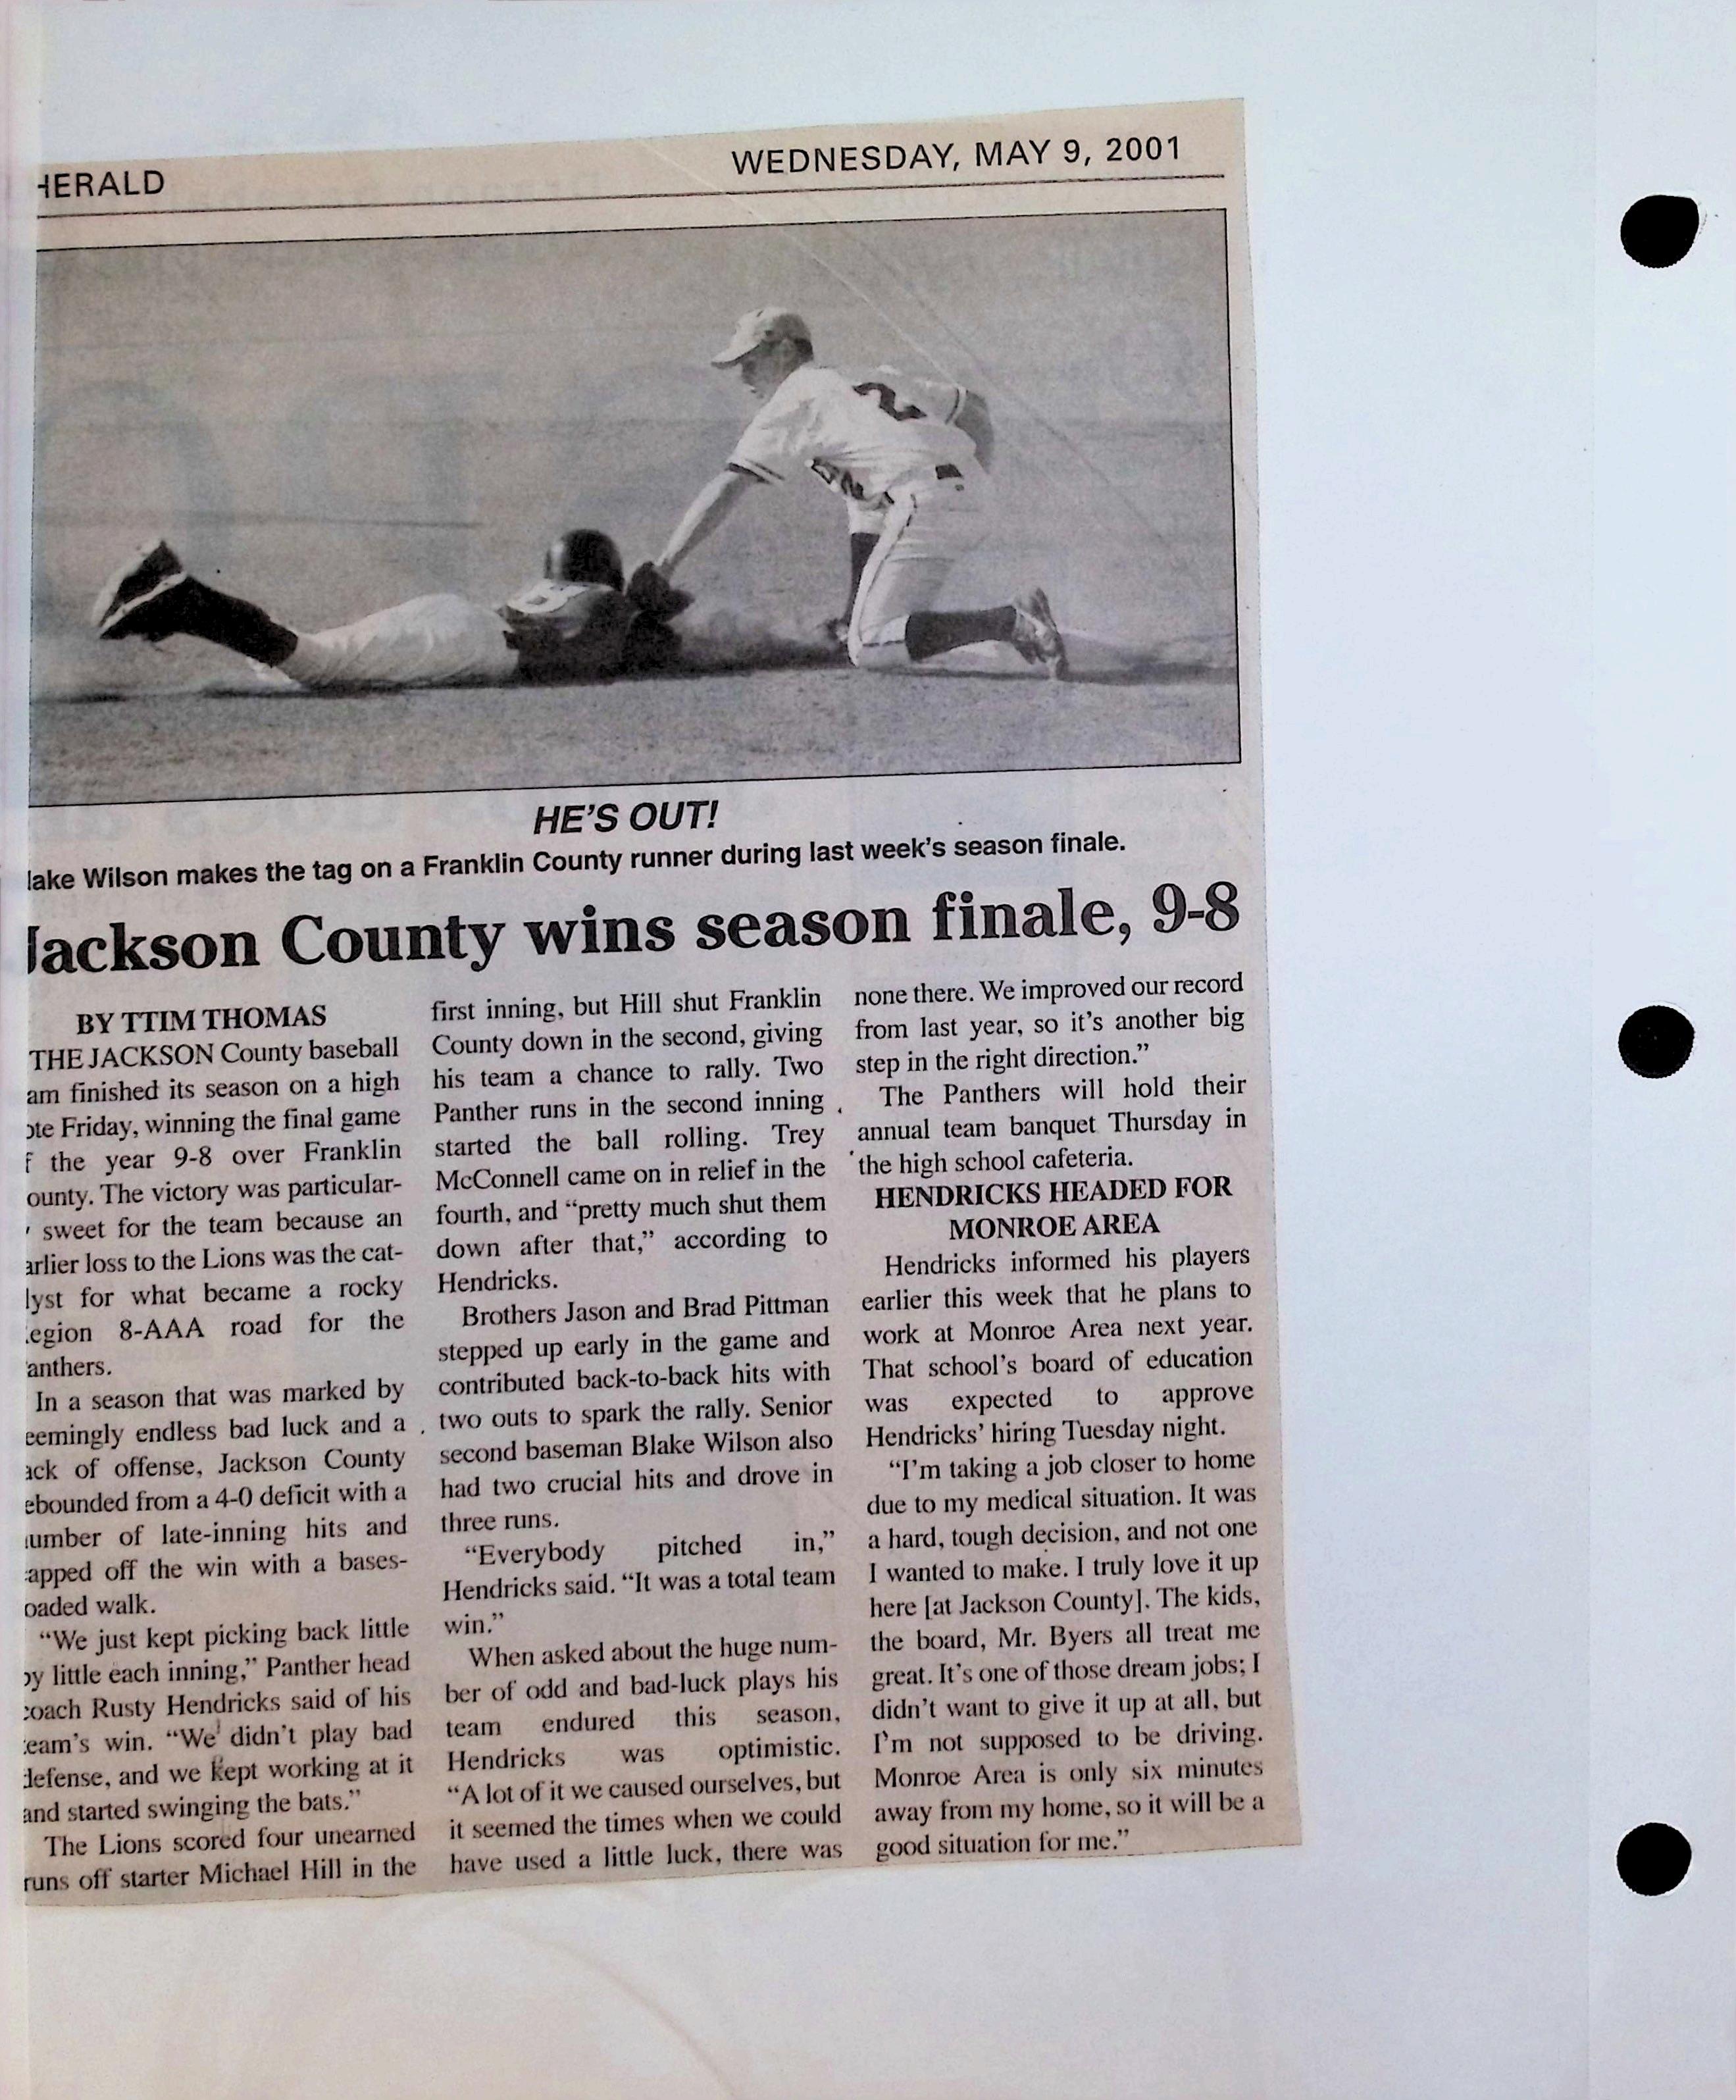 HERALD
WEDNESDAY, MAY 9, 2001
2
HE'S OUT!
lake Wilson makes the tag on a Franklin County runner during last week's season finale.
Jackson County wins season finale, 9-8
BY TTIM THOMAS
THE JACKSON County baseball
am finished its season on a high
ote Friday, winning the final game
f the year 9-8 over Franklin
ounty. The victory was particular-
sweet for the team because an
arlier loss to the Lions was the cat-
lyst for what became a rocky
egion 8-AAA road for the
anthers.
In a season that was marked by
eemingly endless bad luck and a
ack of offense, Jackson County
ebounded from a 4-0 deficit with a
umber of late-inning hits and
apped off the win with a bases-
oaded walk.
“We just kept picking back little
by little each inning,” Panther head
coach Rusty Hendricks said of his
team's win. “We didn't play bad
defense, and we kept working at it
and started swinging the bats.”
The Lions scored four unearned
runs off starter Michael Hill in the
first inning, but Hill shut Franklin
County down in the second, giving
his team a chance to rally. Two
Panther runs in the second inning
started the ball rolling. Trey
McConnell came on in relief in the
fourth, and “pretty much shut them
down after that,” according to
Hendricks.
Brothers Jason and Brad Pittman
stepped up early in the game and
contributed back-to-back hits with
two outs to spark the rally. Senior
second baseman Blake Wilson also
had two crucial hits and drove in
three runs.
“Everybody pitched in,”
Hendricks said. “It was a total team
win.”
When asked about the huge num-
ber of odd and bad-luck plays his
team endured this season,
Hendricks was optimistic.
“A lot of it we caused ourselves, but
it seemed the times when we could
have used a little luck, there was
none there. We improved our record
from last year, so it's another big
step in the right direction.”
The Panthers will hold their
annual team banquet Thursday in
the high school cafeteria.
HENDRICKS HEADED FOR
MONROE AREA
Hendricks informed his players
earlier this week that he plans to
work at Monroe Area next year.
That school's board of education
was expected to approve
Hendricks' hiring Tuesday night.
“I'm taking a job closer to home
due to my medical situation. It was
a hard, tough decision, and not one
I wanted to make. I truly love it up
here [at Jackson County]. The kids,
the board, Mr. Byers all treat me
great. It's one of those dream jobs; I
didn't want to give it up at all, but
I'm not supposed to be driving.
Monroe Area is only six minutes
away from my home, so it will be a
good situation for me.”